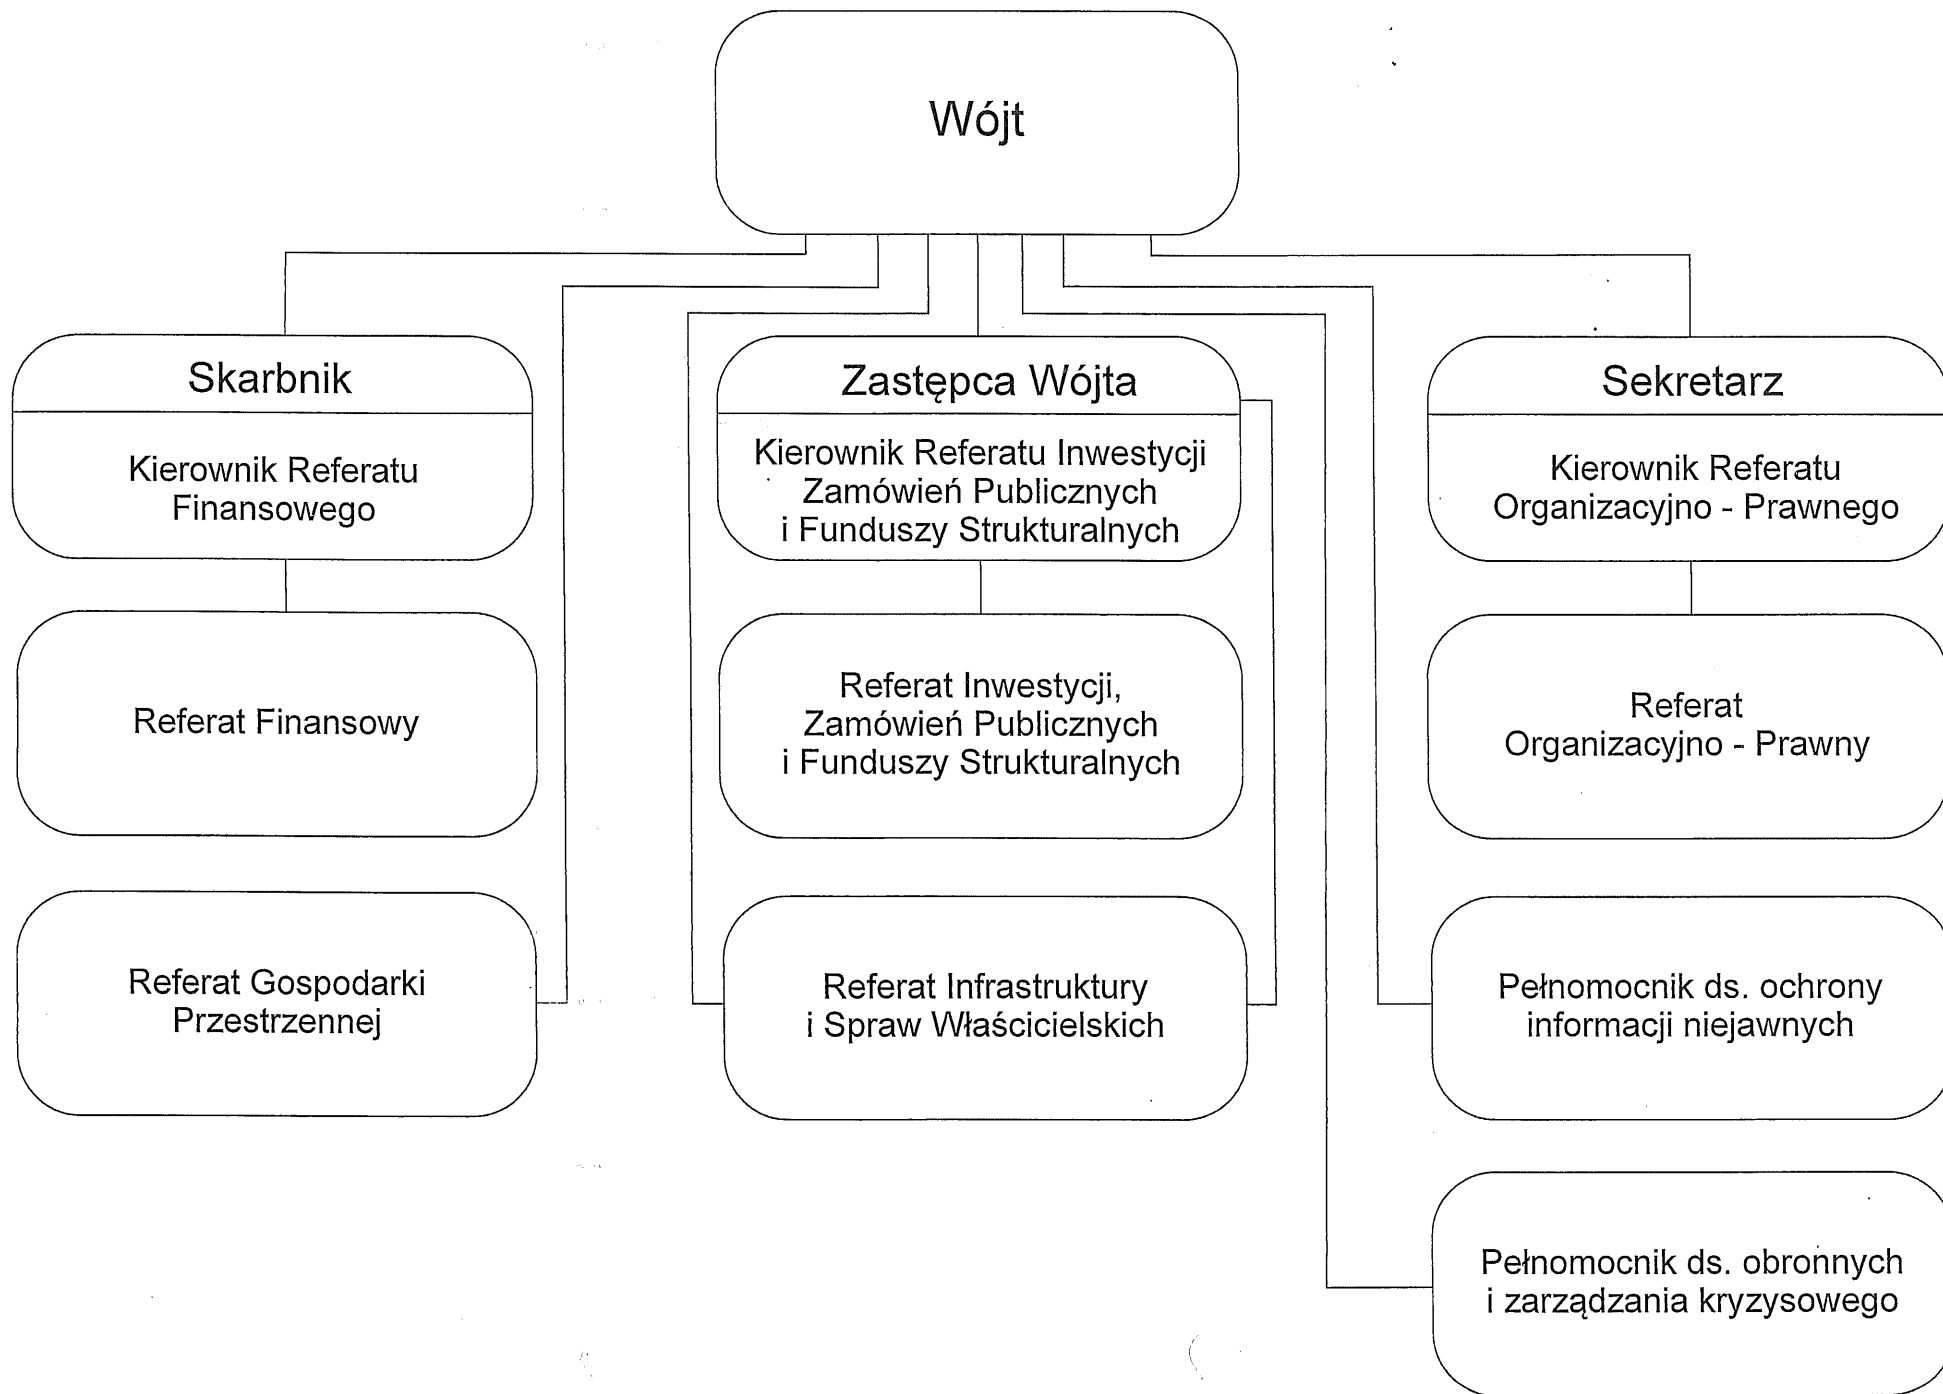 Wójt
Skarbnik
Kierownik Referatu
Finansowego
Zastępca Wójta
Kierownik Referatu Inwestycji
Zamówień Publicznych
i Funduszy Strukturalnych
Sekretarz
Kierownik Referatu
Organizacyjno - Prawnego
Referat Finansowy
Referat Inwestycji,
Zamówień Publicznych
i Funduszy Strukturalnych
Referat
Organizacyjno - Prawny
Referat Gospodarki
Przestrzennej
Referat Infrastruktury
i Spraw Właścicielskich
Pełnomocnik ds. ochrony
informacji niejawnych
Pełnomocnik ds. obronnych
i zarządzania kryzysowego